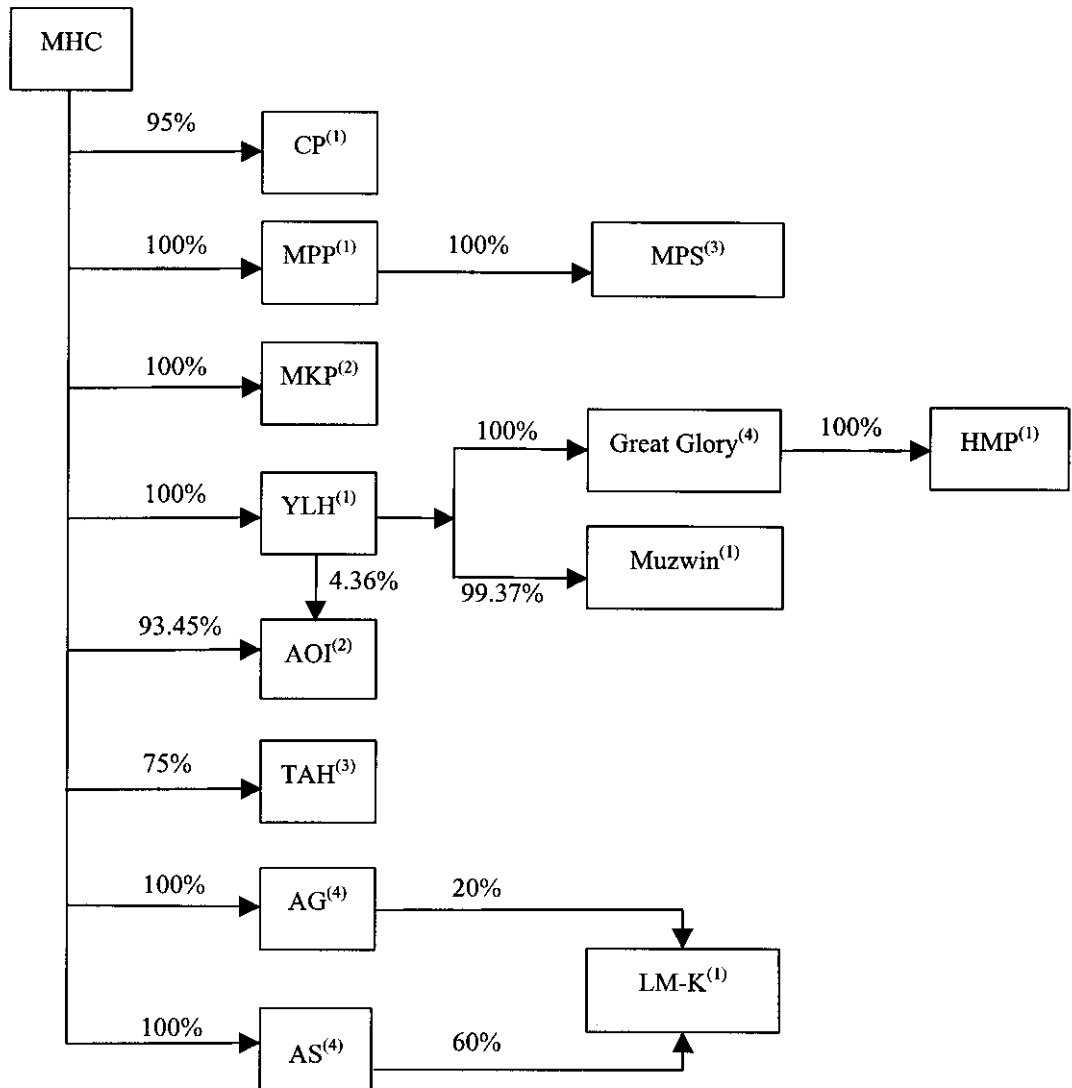 MHC
95%
CP(1)
100%
MPP(1)
100%
MPS(3)
100%
MKP(2)
100%
Great Glory(4)
100%
HMP(1)
100%
YLH(1)
Muzwin(1)
4.36%
99.37%
93.45%
AOI(2)
75%
TAH(3)
100%
AG(4)
20%
LM-K(1)
100%
AS(4)
60%